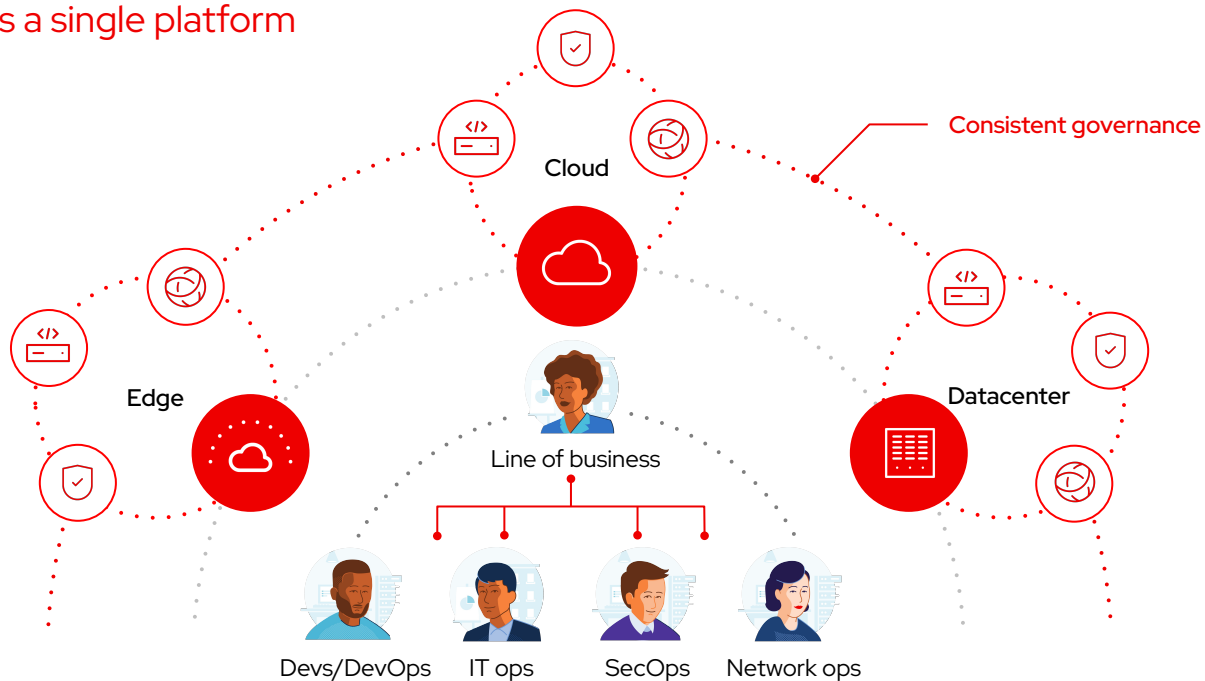 s a single platform
Consistent governance
Cloud
Edge
Datacenter
Line of business
Devs/DevOps
IT ops
SecOps
Network ops